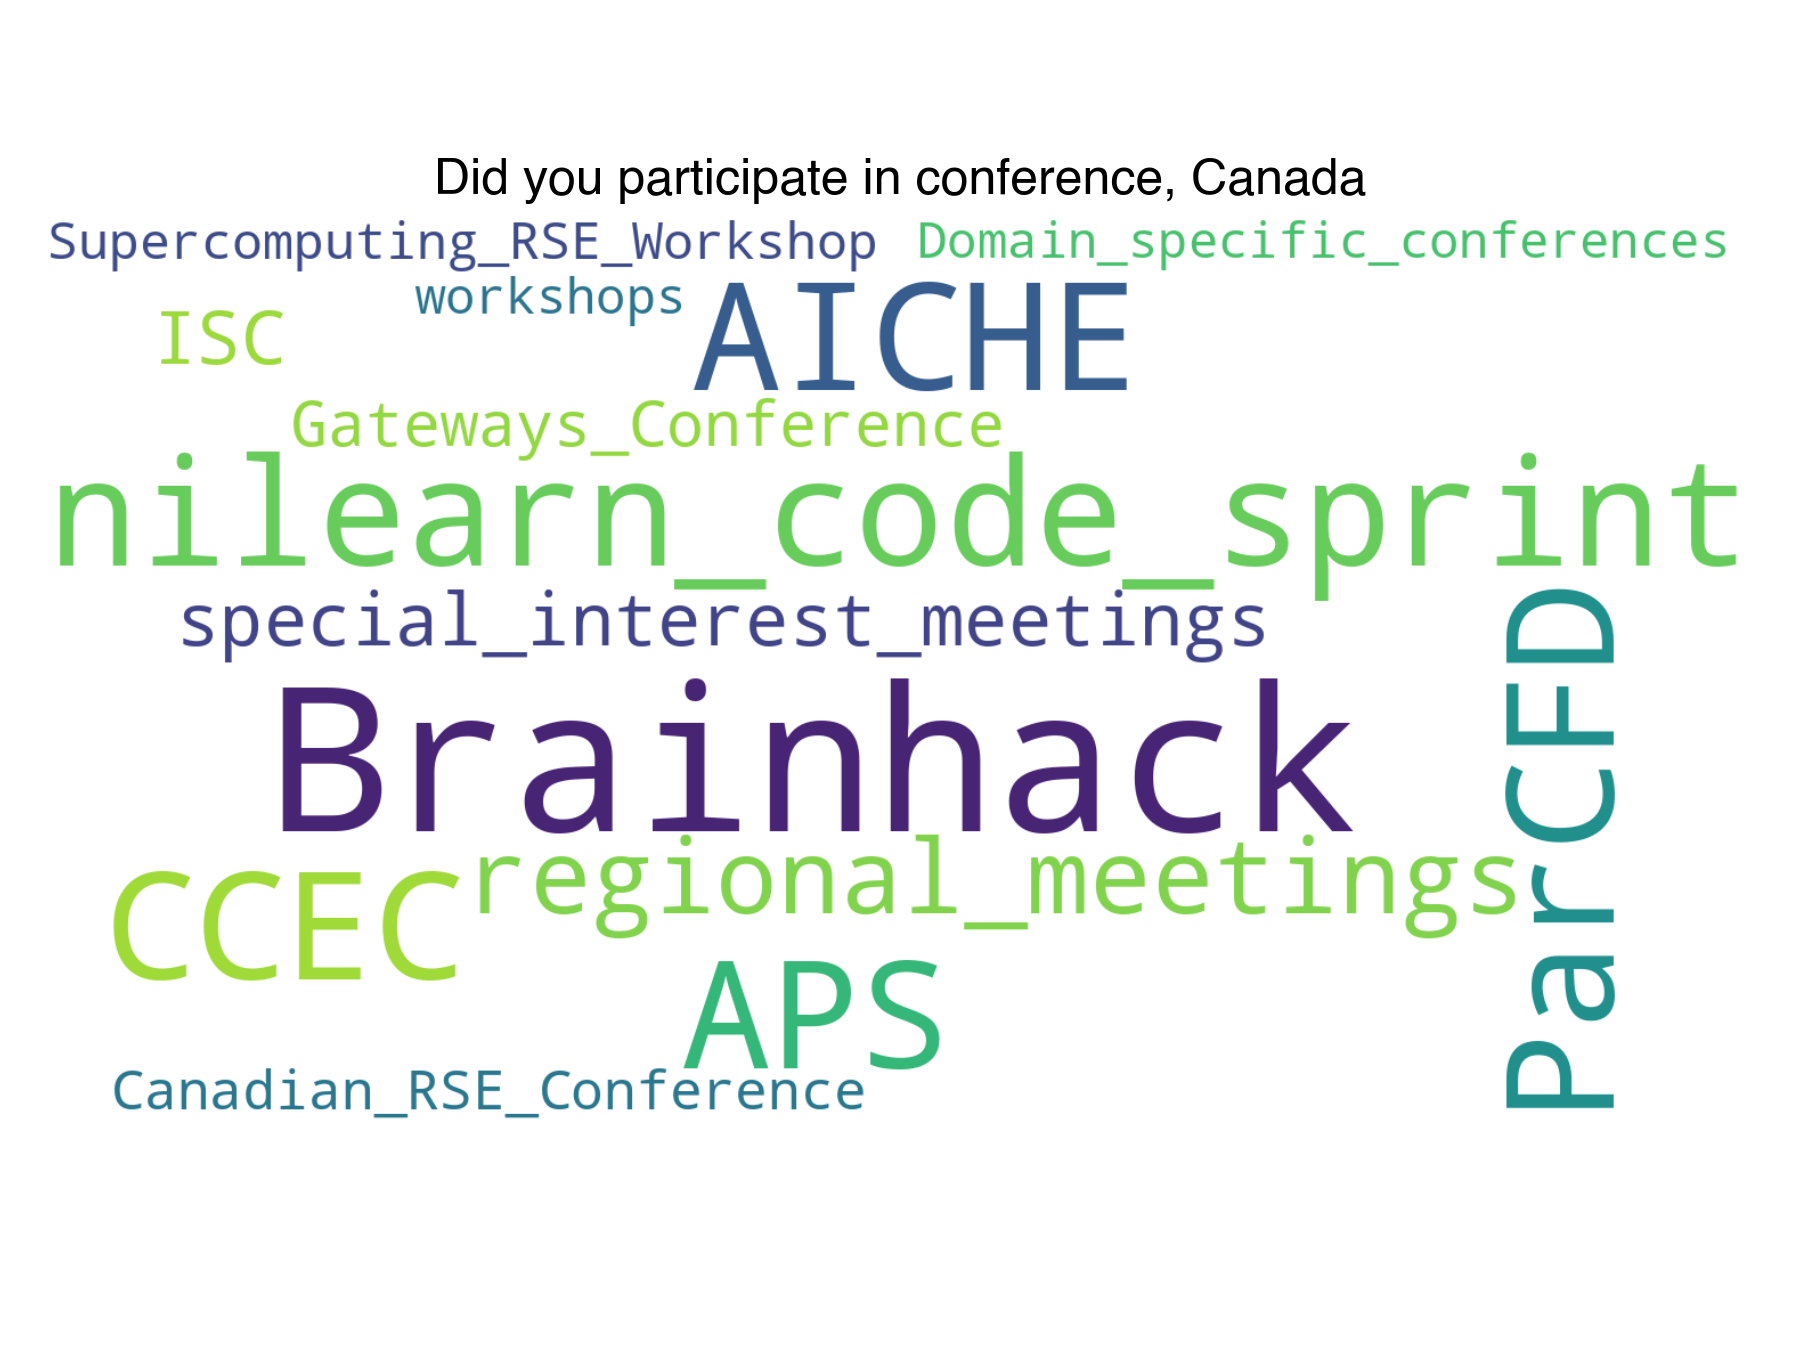 Did you participate in conference, Canada
Supercomputing_RSE_Workshop
Domain_specific_conferences
workshops
AICHE
ISC
Gateways_Conference
nilearn_code_sprint
special_interest_meetings
ParCFD
Brainhack
regional_meetings
CCEC
APS
Canadian_RSE_Conference